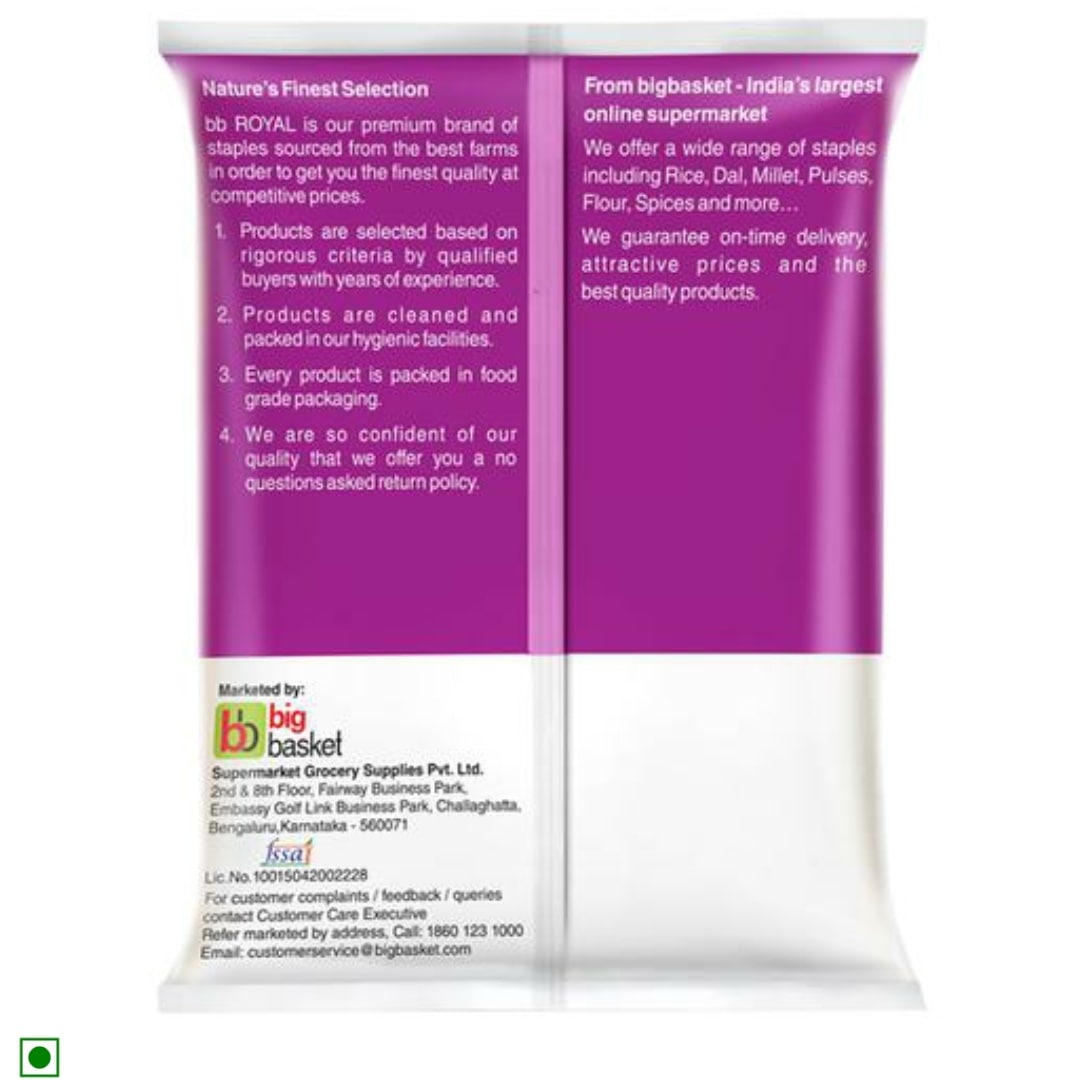 Nature's Finest Selection
bb ROYAL is our premium brand of
staples sourced from the best farms
in order to get you the finest quality at
competitive prices.
1. Products are selected based on
rigorous criteria by qualified
buyers with years of experience.
2. Products are cleaned and
packed in our hygienic facilities.
3. Every product is packed in food
grade packaging.
4. We are so confident of our
quality that we offer you a no
questions asked return policy.
From bigbasket - India's largest
online supermarket
We offer a wide range of staples
including Rice, Dal, Millet, Pulses,
Flour, Spices and more...
We guarantee on-time delivery,
attractive prices and the
best quality products.
Marketed by:
bb big
basket
Supermarket Grocery Supplies Pvt. Ltd.
2nd & 8th Floor, Fairway Business Park,
Embassy Golf Link Business Park, Challaghatta,
Bengaluru,Karnataka - 560071
fssai
Lic.No.10015042002228
For customer complaints / feedback / queries
contact Customer Care Executive
Refer marketed by address, Call: 1860 123 1000
Email: customerservice@bigbasket.com